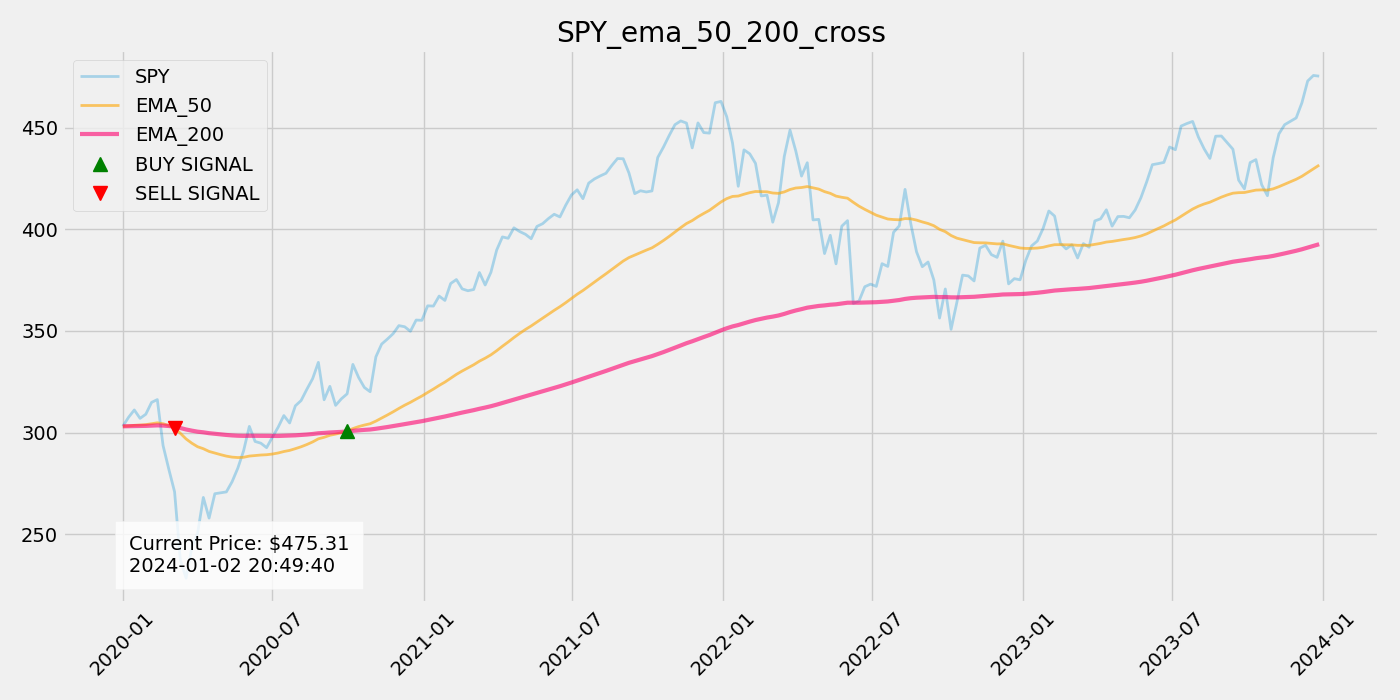 SPY_ema_50_200_cross
SPY
EMA_50
EMA_200
BUY SIGNAL
SELL SIGNAL
450
400
350
300
250
Current Price: $475.31
2024-01-02 20:49:40
2020-01
2020-07
2021-01
2021-07
2022-01
2022-07
2023-01
2023-07
2024-01